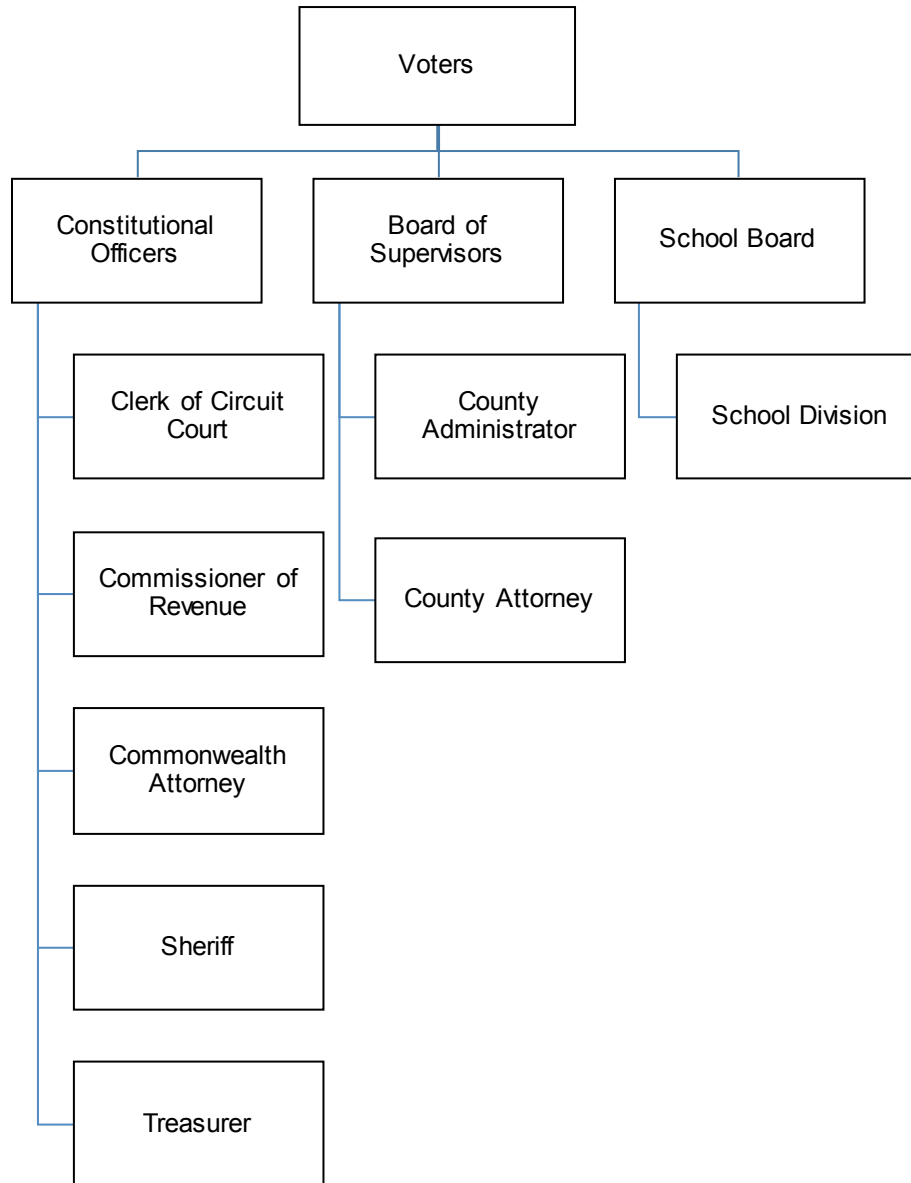 Voters
Constitutional
Officers
Board of
Supervisors
School Board
Clerk of Circuit
Court
County
Administrator
School Division
Commissioner of
Revenue
County Attorney
Commonwealth
Attorney
Sheriff
Treasurer